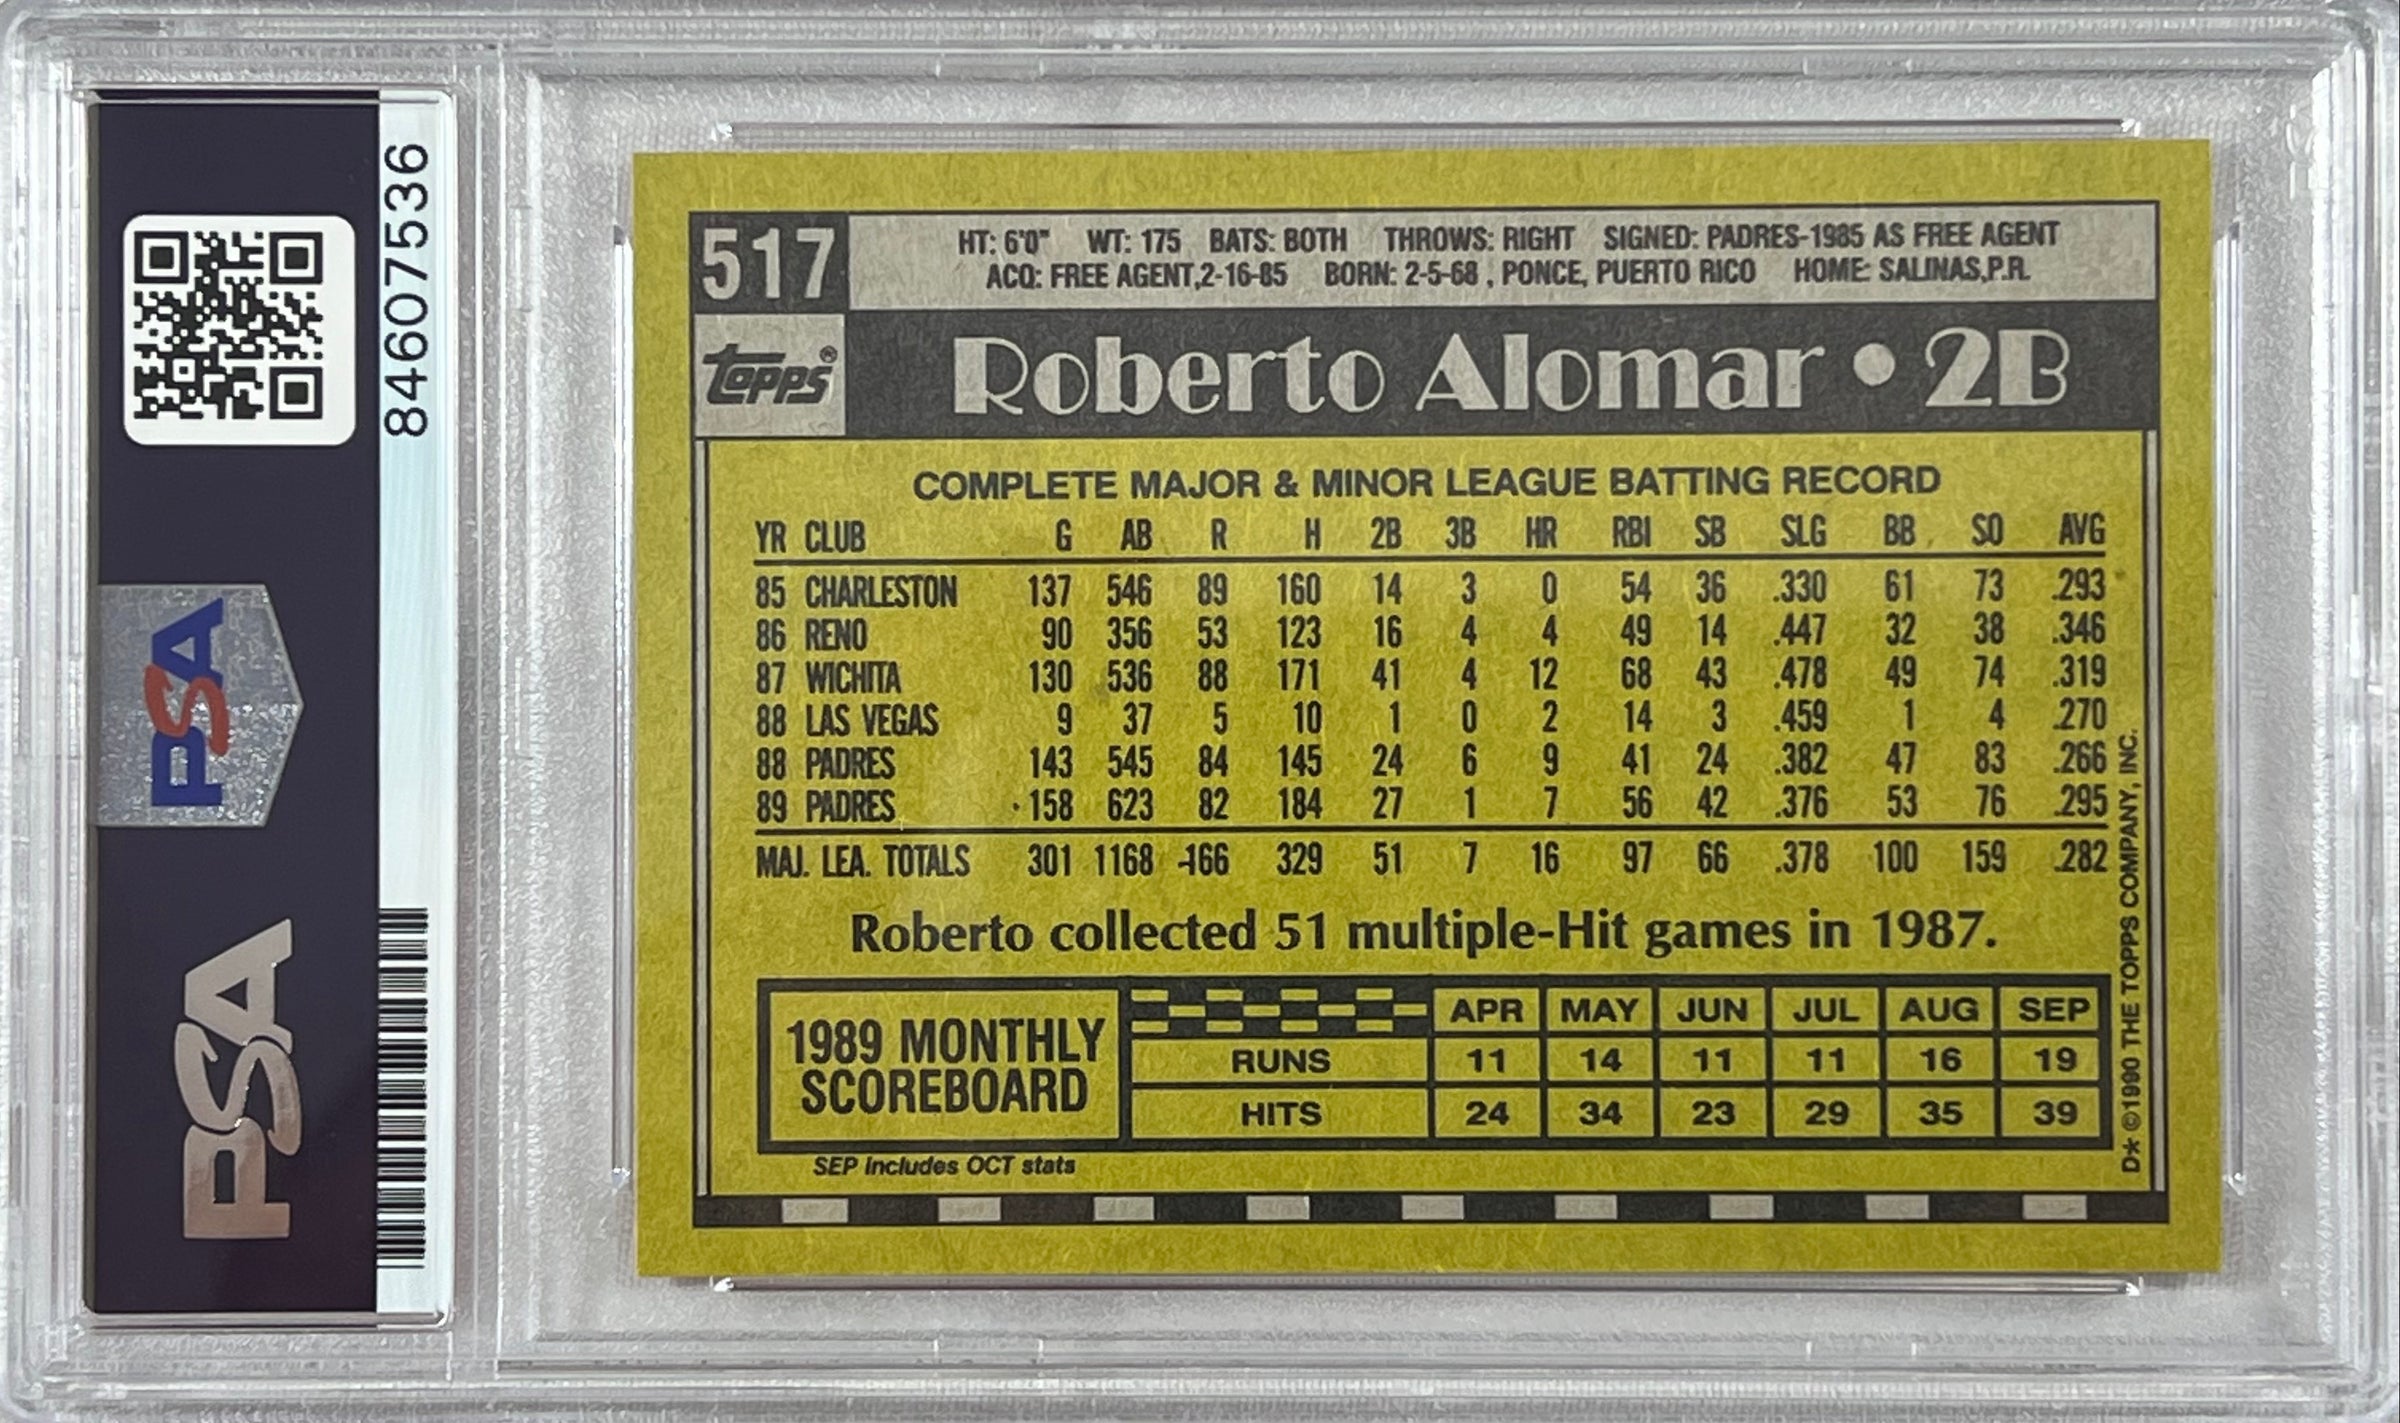 84607536
PSA
PSA
517
HT: 6'0" WT: 175 BATS: BOTH THROWS: RIGHT SIGNED: PADRES-1985 AS FREE AGENT
ACQ: FREE AGENT,2-16-85 BORN: 2-5-68 , PONCE, PUERTO RICO HOME: SALINAS,P.R.
Topps®
Roberto Alomar • 2B
COMPLETE MAJOR & MINOR LEAGUE BATTING RECORD
YR CLUB G AB R H 2B 3B HR RBI SB SLG BB SO AVG
85 CHARLESTON 137 546 89 160 14 3 0 54 36 .330 61 73 .293
86 RENO 90 356 53 123 16 4 4 49 14 .447 32 38 .346
87 WICHITA 130 536 88 171 41 4 12 68 43 .478 49 74 .319
88 LAS VEGAS 9 37 5 10 1 0 2 14 3 .459 1 4 .270
88 PADRES 143 545 84 145 24 6 9 41 24 .382 47 83 .266
89 PADRES 158 623 82 184 27 1 7 56 42 .376 53 76 .295
MAJ. LEA. TOTALS 301 1168 166 329 51 7 16 97 66 .378 100 159 .282
Roberto collected 51 multiple-Hit games in 1987.
1989 MONTHLY
SCOREBOARD
APR MAY JUN JUL AUG SEP
RUNS 11 14 11 11 16 19
HITS 24 34 23 29 35 39
SEP Includes OCT stats
D* ©1990 THE TOPPS COMPANY, INC.